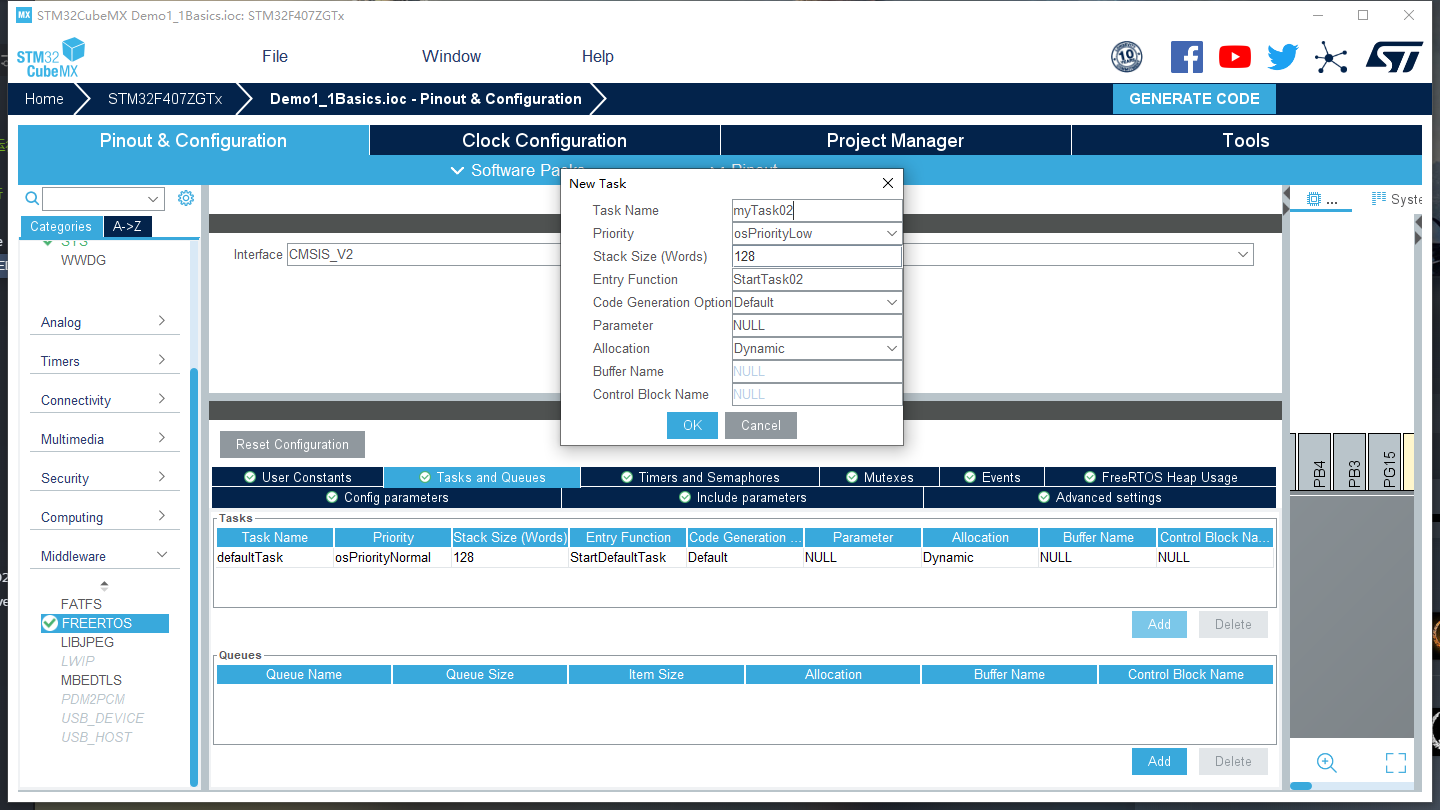 MX STM32CubeMX Demo1_1Basics.ioc: STM32F407ZGTx
STM32 CubeMX
File Window Help
10
Home STM32F407ZGTx Demo1_1Basics.ioc - Pinout & Configuration GENERATE CODE
Pinout & Configuration Clock Configuration Project Manager Tools
Software Packs Pinout
New Task
Task Name myTask02
Priority osPriorityLow
Stack Size (Words) 128
Entry Function StartTask02
Code Generation Option Default
Parameter NULL
Allocation Dynamic
Buffer Name NULL
Control Block Name NULL
OK Cancel
Categories A->Z
SYS
WWDG
Analog
Timers
Connectivity
Multimedia
Security
Computing
Middleware
FATFS
FREERTOS
LIBJPEG
LWIP
MBEDTLS
PDM2PCM
USB_DEVICE
USB_HOST
Interface CMSIS_V2
Reset Configuration
User Constants Tasks and Queues Timers and Semaphores Mutexes Events FreeRTOS Heap Usage
Config parameters Include parameters Advanced settings
Tasks
Task Name Priority Stack Size (Words) Entry Function Code Generation ... Parameter Allocation Buffer Name Control Block Na...
defaultTask osPriorityNormal 128 StartDefaultTask Default NULL Dynamic NULL NULL
Add Delete
Queues
Queue Name Queue Size Item Size Allocation Buffer Name Control Block Name
Add Delete
... Syste
PB4 PB3 PG15